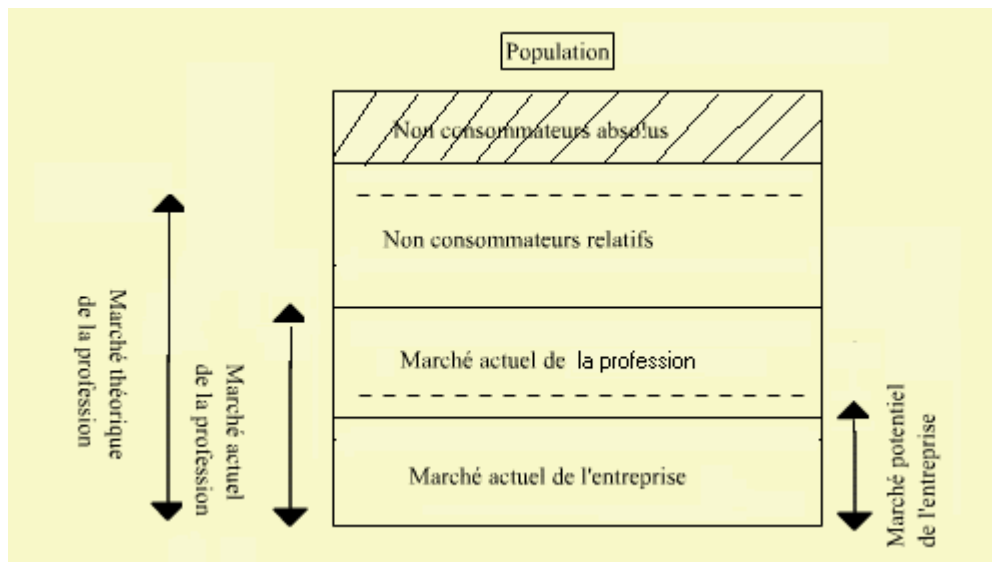 Population
Non consommateurs absolus
Non consommateurs relatifs
Marché actuel de la profession
Marché actuel de l'entreprise
Marché théorique
de la profession
Marché actuel
de la profession
Marché potentiel
de l'entreprise